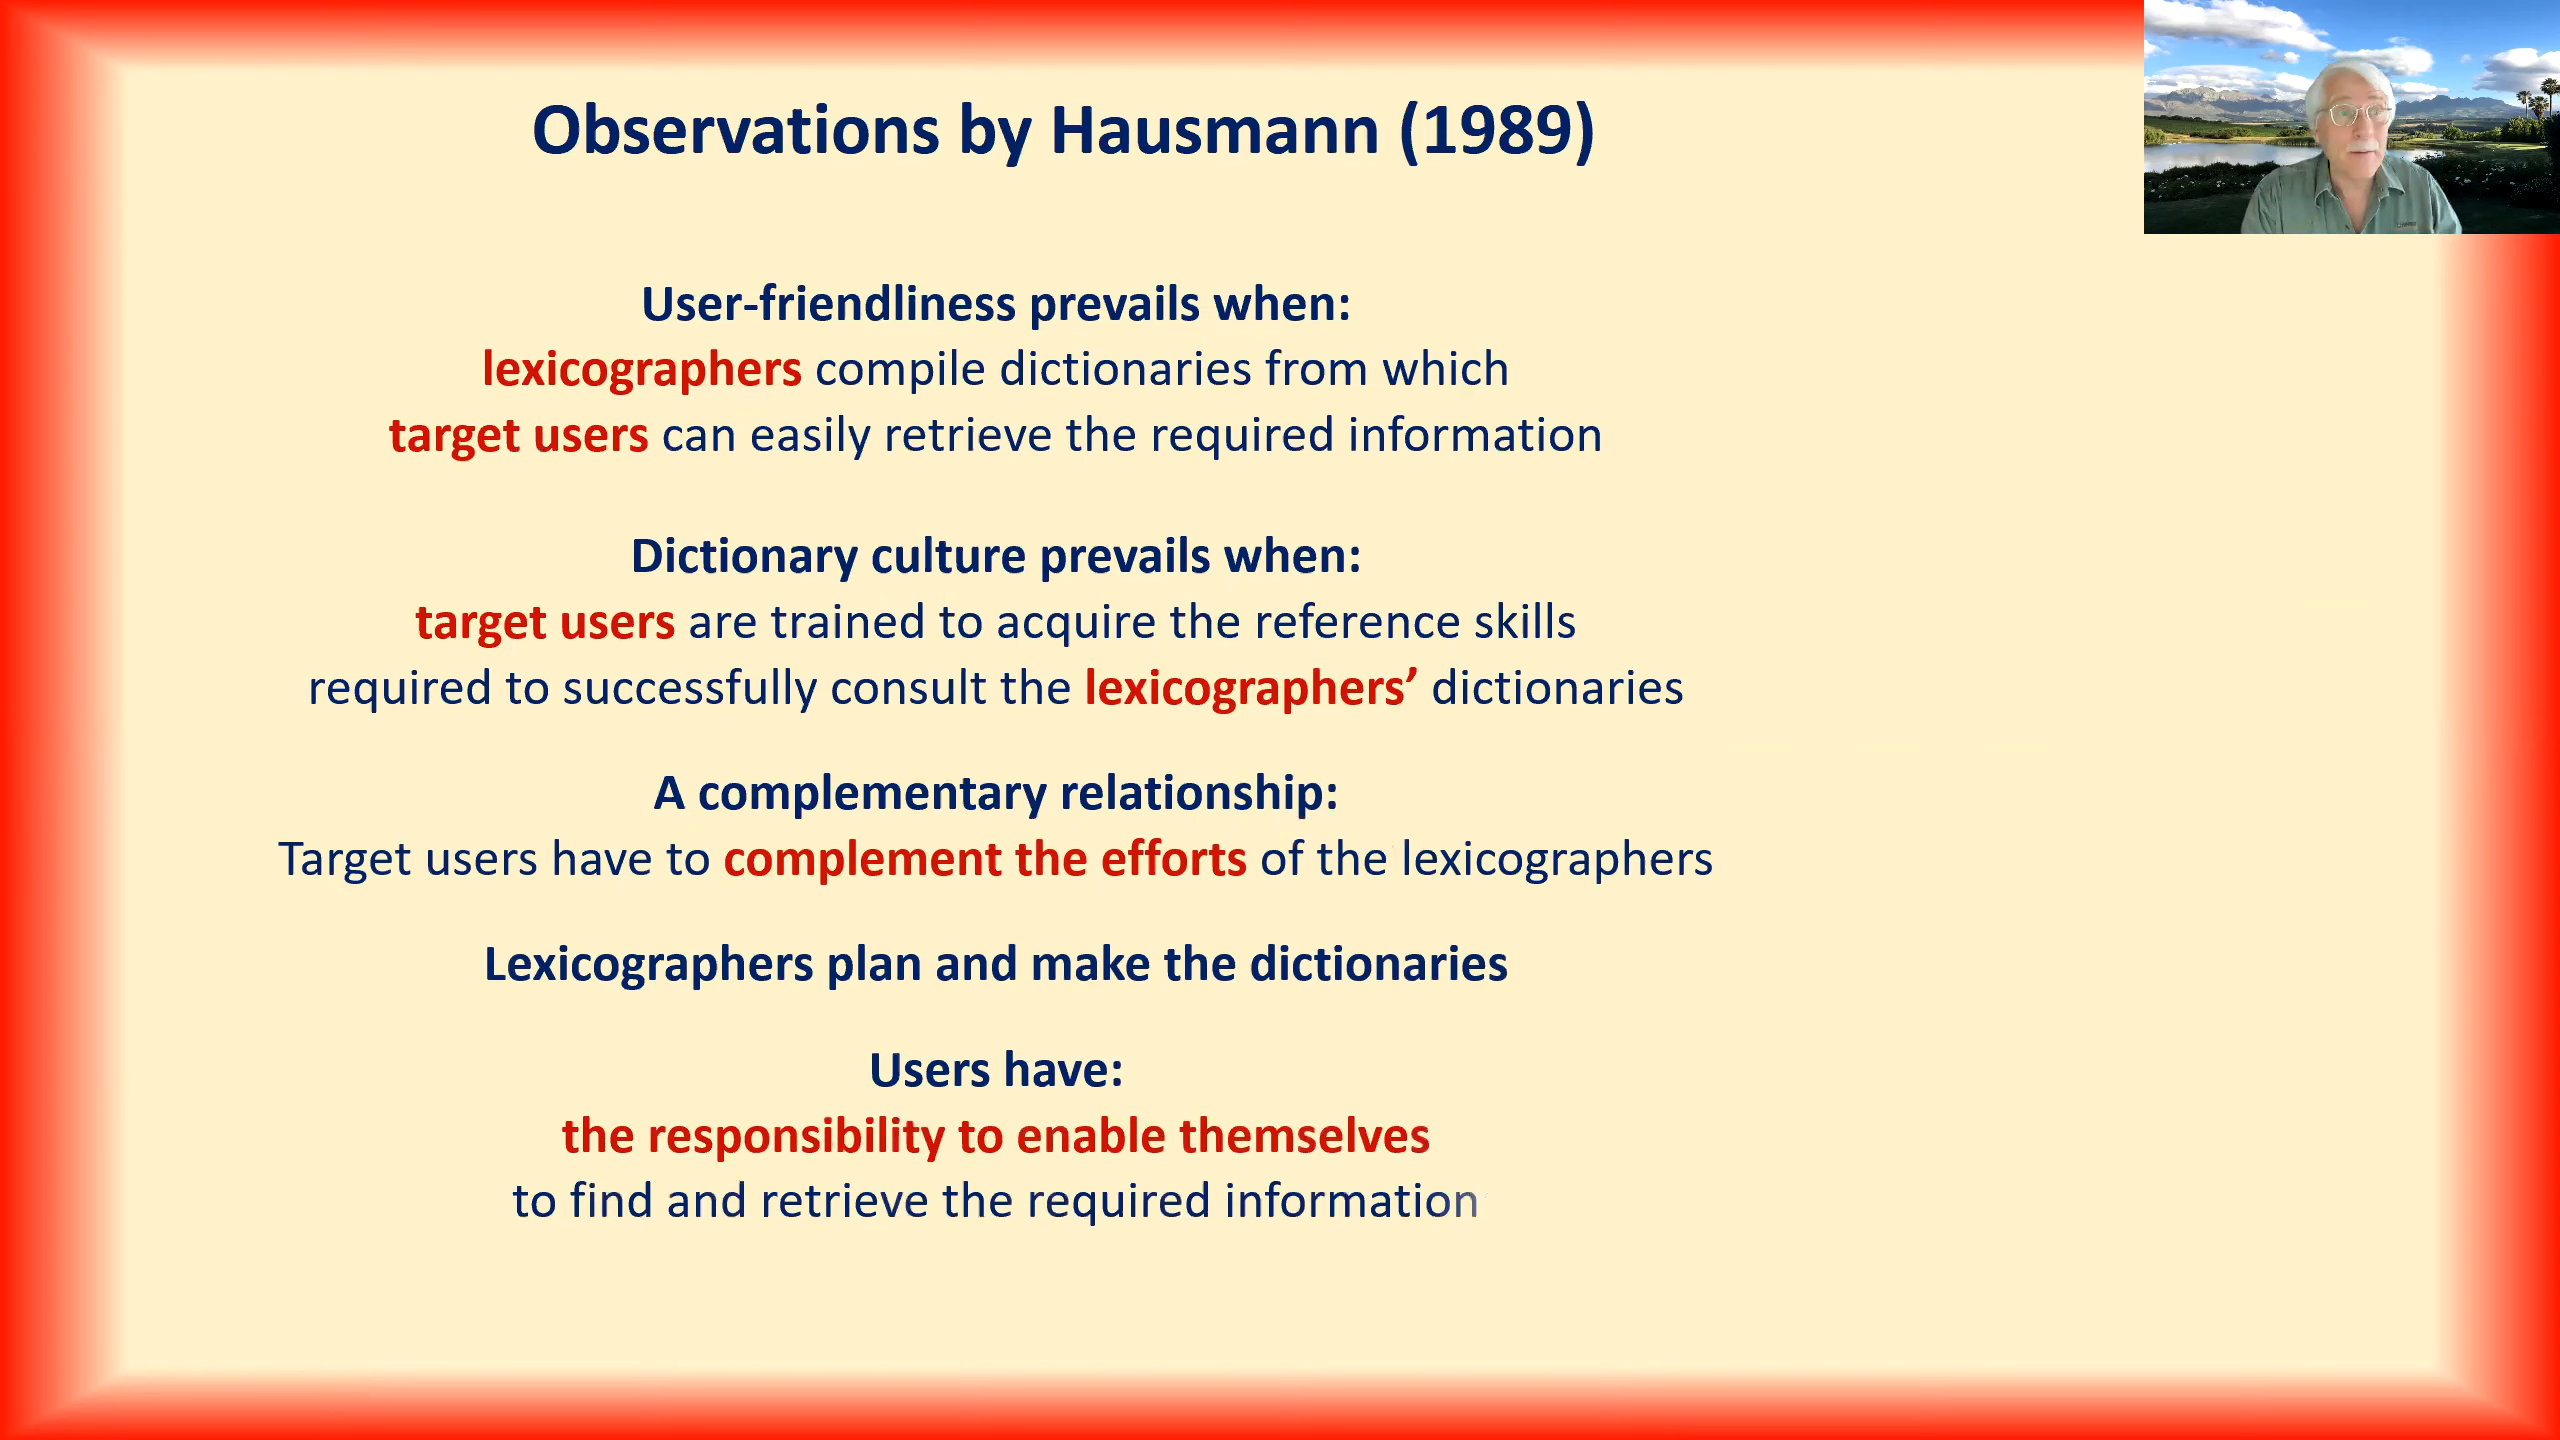 Observations by Hausmann (1989)
User-friendliness prevails when:
lexicographers compile dictionaries from which
target users can easily retrieve the required information
Dictionary culture prevails when:
target users are trained to acquire the reference skills
required to successfully consult the lexicographers’ dictionaries
A complementary relationship:
Target users have to complement the efforts of the lexicographers
Lexicographers plan and make the dictionaries
Users have:
the responsibility to enable themselves
to find and retrieve the required information